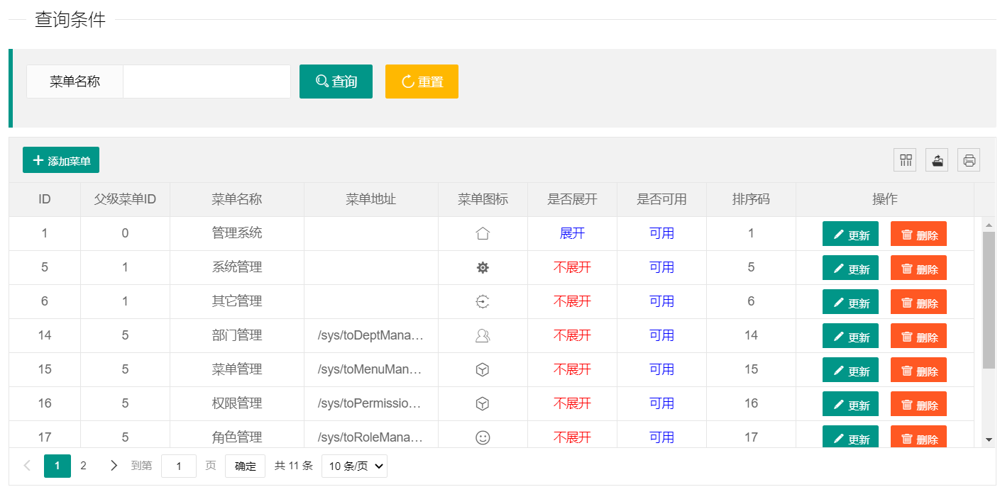 查询条件
菜单名称 查询 重置
添加菜单
ID 父级菜单ID 菜单名称 菜单地址 菜单图标 是否展开 是否可用 排序码 操作
1 0 管理系统 展开 可用 1 更新 删除
5 1 系统管理 不展开 可用 5 更新 删除
6 1 其它管理 不展开 可用 6 更新 删除
14 5 部门管理 /sys/toDeptMana… 不展开 可用 14 更新 删除
15 5 菜单管理 /sys/toMenuMan… 不展开 可用 15 更新 删除
16 5 权限管理 /sys/toPermissio… 不展开 可用 16 更新 删除
17 5 角色管理 /sys/toRoleMana… 不展开 可用 17 更新 删除
1 2 到第 1 页 确定 共 11 条 10 条/页